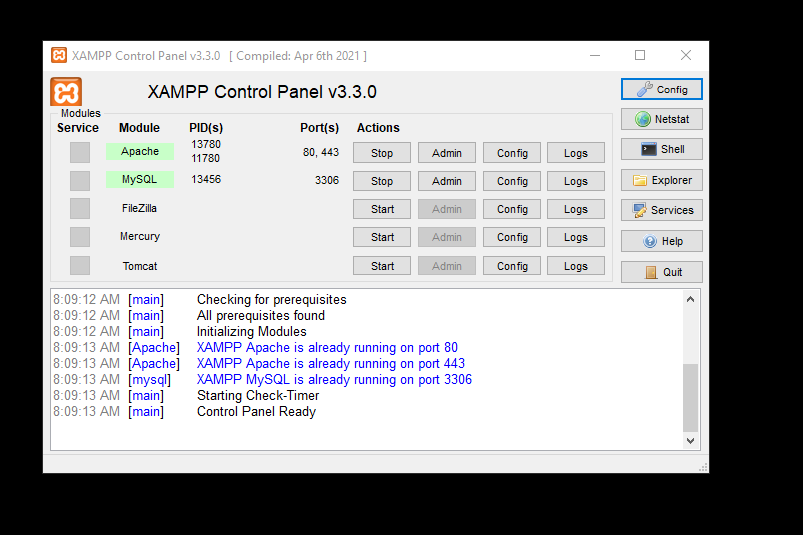 XAMPP Control Panel v3.3.0 [ Compiled: Apr 6th 2021 ]
XAMPP Control Panel v3.3.0
Config
Modules
Service Module PID(s) Port(s) Actions
Netstat
Apache 13780 11780 80, 443 Stop Admin Config Logs
Shell
MySQL 13456 3306 Stop Admin Config Logs
Explorer
FileZilla Start Admin Config Logs
Services
Mercury Start Admin Config Logs
Help
Tomcat Start Admin Config Logs
Quit
8:09:12 AM [main] Checking for prerequisites
8:09:12 AM [main] All prerequisites found
8:09:12 AM [main] Initializing Modules
8:09:13 AM [Apache] XAMPP Apache is already running on port 80
8:09:13 AM [Apache] XAMPP Apache is already running on port 443
8:09:13 AM [mysql] XAMPP MySQL is already running on port 3306
8:09:13 AM [main] Starting Check-Timer
8:09:13 AM [main] Control Panel Ready